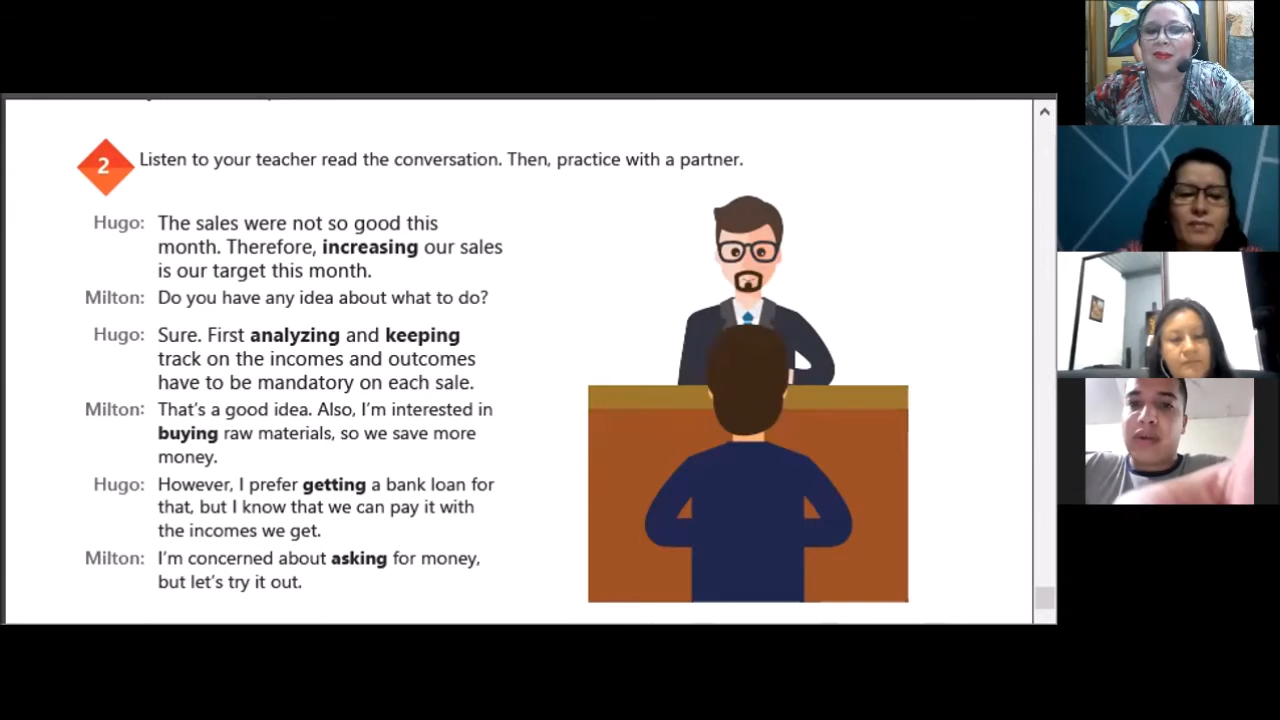 2
Listen to your teacher read the conversation. Then, practice with a partner.
Hugo: The sales were not so good this
month. Therefore, increasing our sales
is our target this month.
Milton: Do you have any idea about what to do?
Hugo: Sure. First analyzing and keeping
track on the incomes and outcomes
have to be mandatory on each sale.
Milton: That's a good idea. Also, I'm interested in
buying raw materials, so we save more
money.
Hugo: However, I prefer getting a bank loan for
that, but I know that we can pay it with
the incomes we get.
Milton: I'm concerned about asking for money,
but let's try it out.